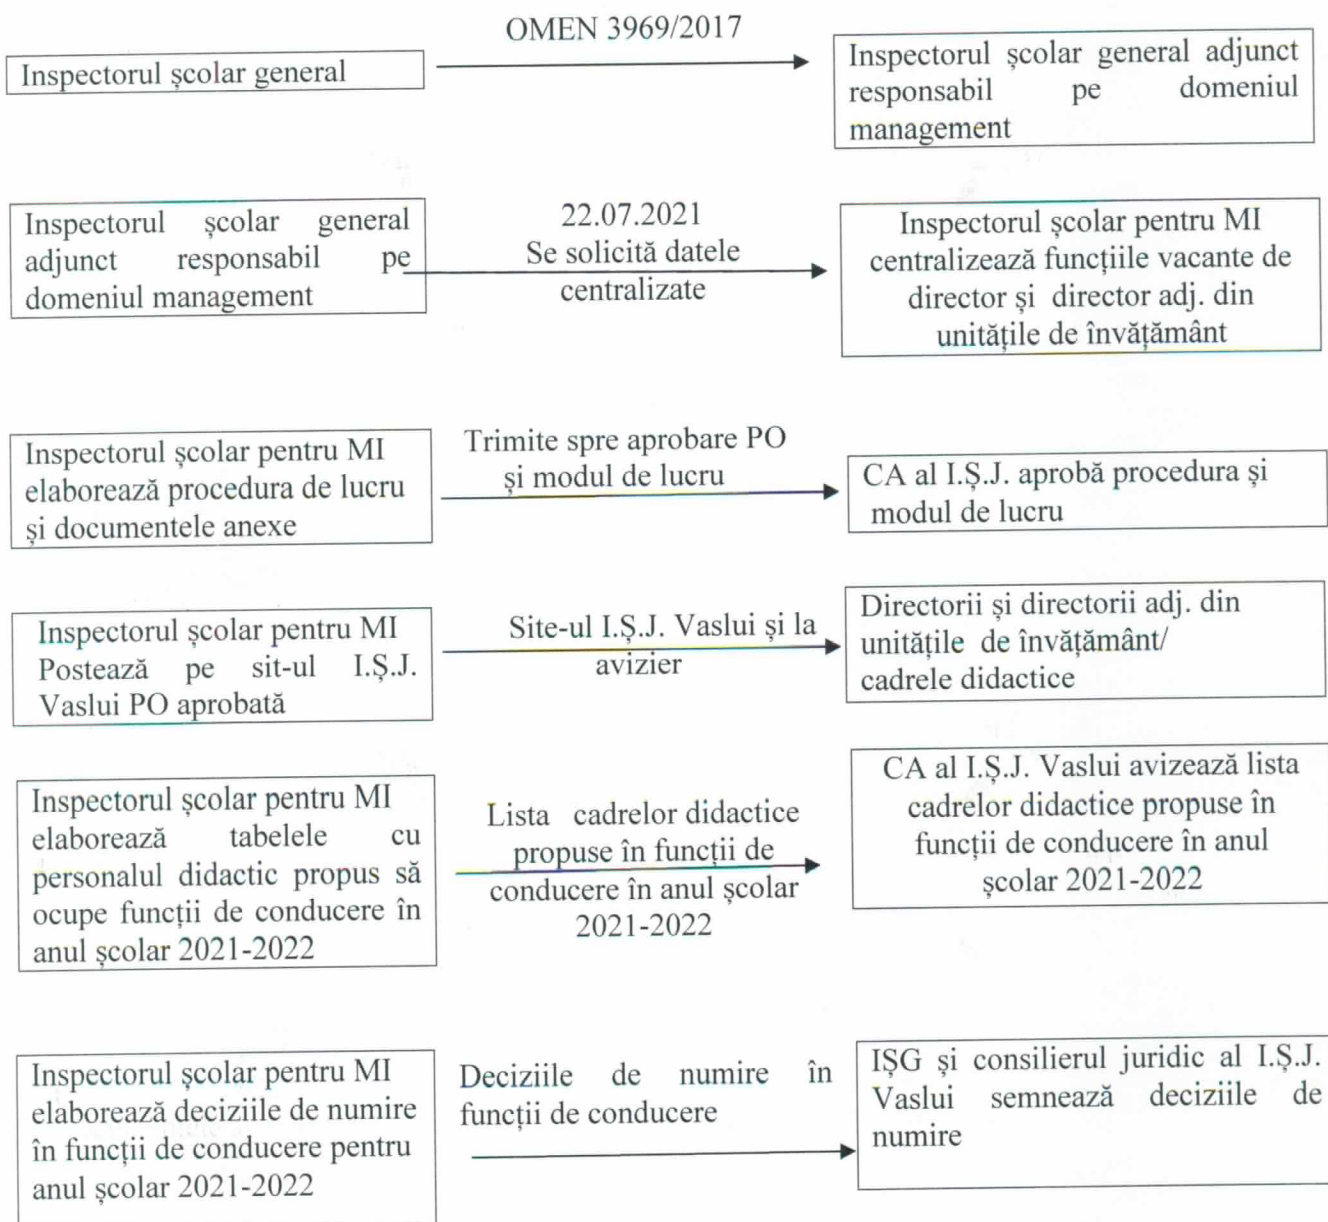 OMEN 3969/2017
Inspectorul școlar general
Inspectorul școlar general adjunct
responsabil pe domeniul
management
Inspectorul școlar general
adjunct responsabil pe
domeniul management
22.07.2021
Se solicită datele
centralizate
Inspectorul școlar pentru MI
centralizează funcțiile vacante de
director și director adj. din
unitățile de învățământ
Inspectorul școlar pentru MI
elaborează procedura de lucru
și documentele anexe
Trimite spre aprobare PO
și modul de lucru
CA al I.Ș.J. aprobă procedura și
modul de lucru
Inspectorul școlar pentru MI
Postează pe sit-ul I.Ș.J.
Vaslui PO aprobată
Site-ul I.Ș.J. Vaslui și la
avizier
Directorii și directorii adj. din
unitățile de învățământ/
cadrele didactice
Inspectorul școlar pentru MI
elaborează tabelele cu
personalul didactic propus să
ocupe funcții de conducere în
anul școlar 2021-2022
Lista cadrelor didactice
propuse în funcții de
conducere în anul școlar
2021-2022
CA al I.Ș.J. Vaslui avizează lista
cadrelor didactice propuse în
funcții de conducere în anul
școlar 2021-2022
Inspectorul școlar pentru MI
elaborează deciziile de numire
în funcții de conducere pentru
anul școlar 2021-2022
Deciziile de numire în
funcții de conducere
IȘG și consilierul juridic al I.Ș.J.
Vaslui semnează deciziile de
numire